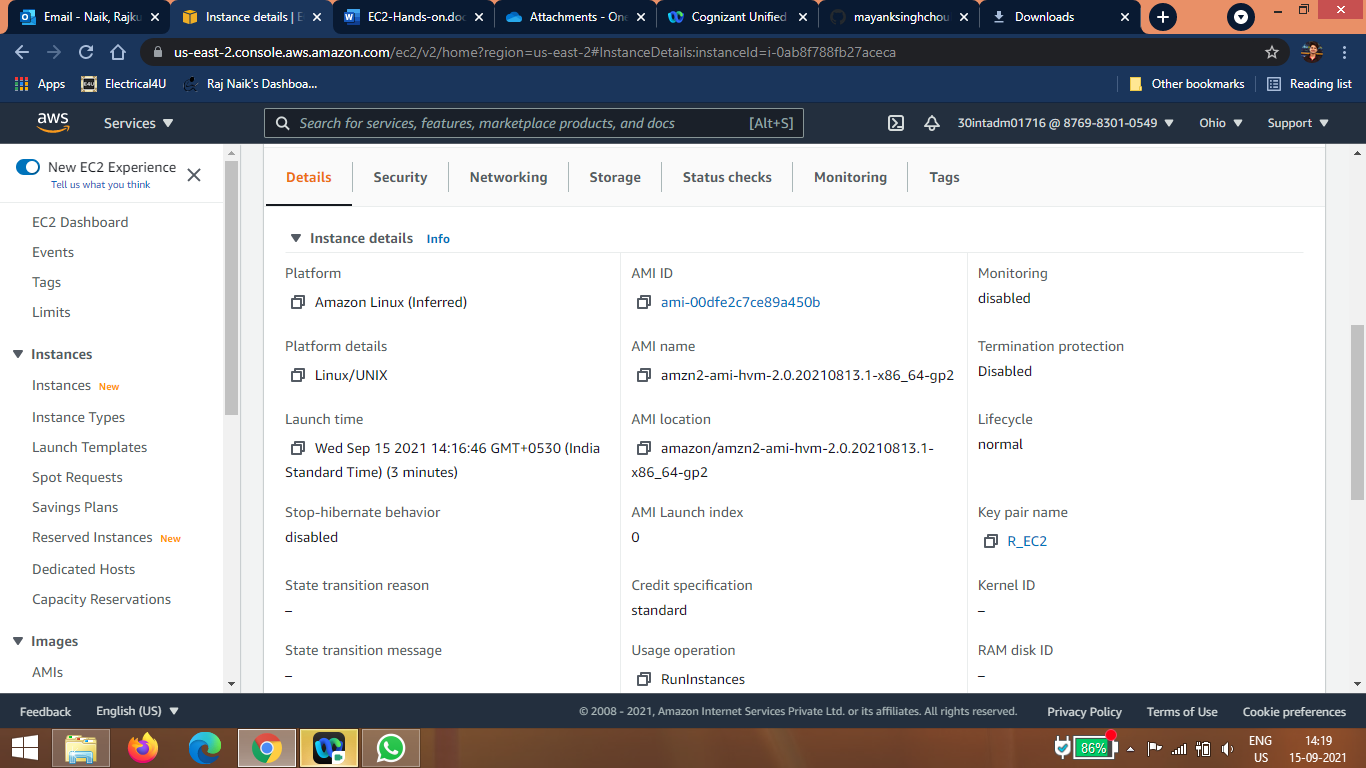 Email - Naik, Rajku
Instance details | E
EC2-Hands-on.doc
Attachments - One
Cognizant Unified
mayanksinghchou
Downloads
us-east-2.console.aws.amazon.com/ec2/v2/home?region=us-east-2#InstanceDetails:instanceId=i-0ab8f788fb27aceca
Apps
Electrical4U
Raj Naik's Dashboa...
Other bookmarks
Reading list
aws
Services
Search for services, features, marketplace products, and docs
[Alt+S]
30intadm01716 @ 8769-8301-0549
Ohio
Support
New EC2 Experience
Tell us what you think
EC2 Dashboard
Events
Tags
Limits
Instances
Instances New
Instance Types
Launch Templates
Spot Requests
Savings Plans
Reserved Instances New
Dedicated Hosts
Capacity Reservations
Images
AMIs
Details
Security
Networking
Storage
Status checks
Monitoring
Tags
Instance details Info
Platform
Amazon Linux (Inferred)
AMI ID
ami-00dfe2c7ce89a450b
Monitoring
disabled
Platform details
Linux/UNIX
AMI name
amzn2-ami-hvm-2.0.20210813.1-x86_64-gp2
Termination protection
Disabled
Launch time
Wed Sep 15 2021 14:16:46 GMT+0530 (India
Standard Time) (3 minutes)
AMI location
amazon/amzn2-ami-hvm-2.0.20210813.1-
x86_64-gp2
Lifecycle
normal
Stop-hibernate behavior
disabled
AMI Launch index
0
Key pair name
R_EC2
State transition reason
–
Credit specification
standard
Kernel ID
–
State transition message
–
Usage operation
RunInstances
RAM disk ID
–
Feedback
English (US)
© 2008 - 2021, Amazon Internet Services Private Ltd. or its affiliates. All rights reserved.
Privacy Policy
Terms of Use
Cookie preferences
86%
ENG
US
14:19
15-09-2021